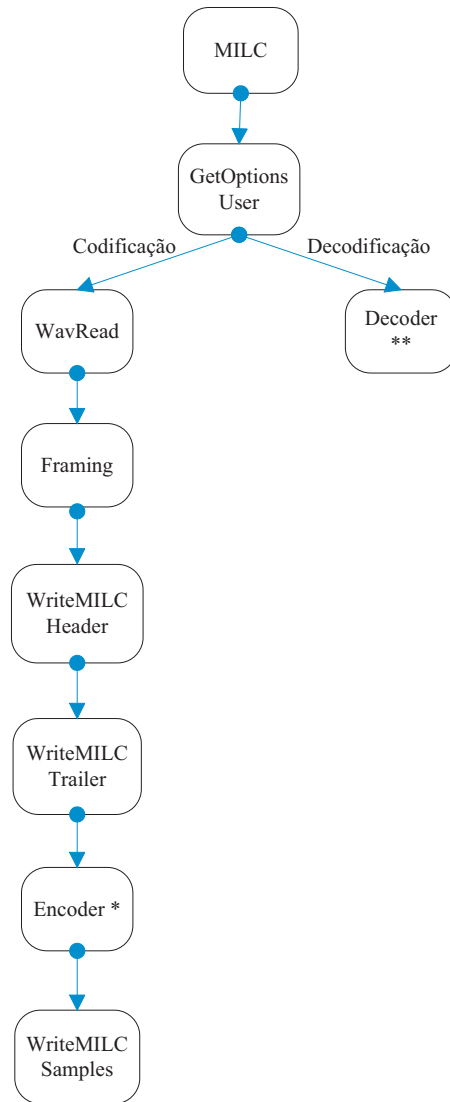 MILC
GetOptions
User
Codificação
Decodificação
WavRead
Decoder
**
Framing
WriteMILC
Header
WriteMILC
Trailer
Encoder *
WriteMILC
Samples